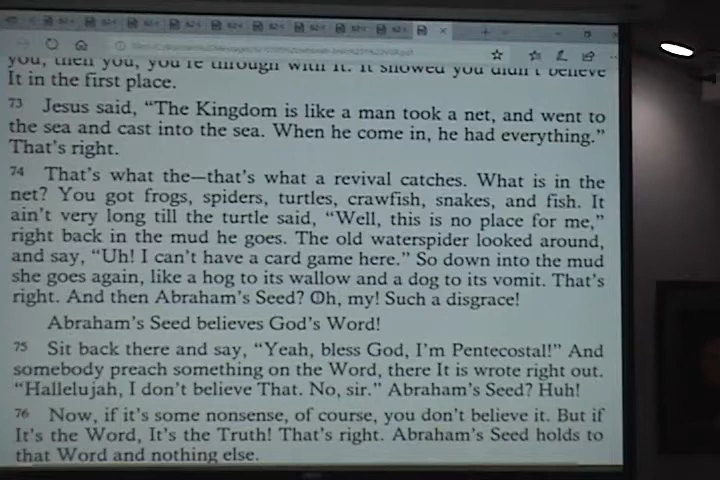 you, then you, you're through with it. It showed you didn't believe
It in the first place.
73 Jesus said, “The Kingdom is like a man took a net, and went to
the sea and cast into the sea. When he come in, he had everything.”
That's right.
74 That's what the—that's what a revival catches. What is in the
net? You got frogs, spiders, turtles, crawfish, snakes, and fish. It
ain't very long till the turtle said, “Well, this is no place for me,”
right back in the mud he goes. The old waterspider looked around,
and say, “Uh! I can't have a card game here.” So down into the mud
she goes again, like a hog to its wallow and a dog to its vomit. That's
right. And then Abraham's Seed? Oh, my! Such a disgrace!
Abraham's Seed believes God's Word!
75 Sit back there and say, “Yeah, bless God, I'm Pentecostal!” And
somebody preach something on the Word, there It is wrote right out.
“Hallelujah, I don't believe That. No, sir.” Abraham's Seed? Huh!
76 Now, if it's some nonsense, of course, you don't believe it. But if
It's the Word, It's the Truth! That's right. Abraham's Seed holds to
that Word and nothing else.